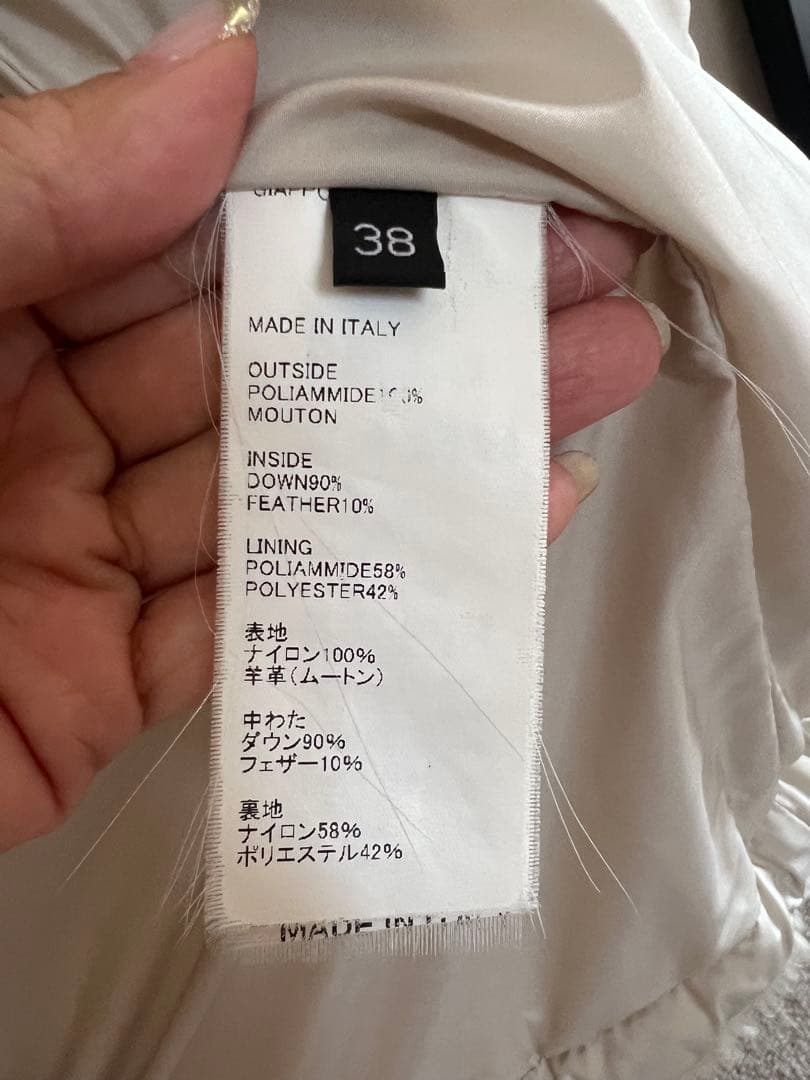 38
MADE IN ITALY
OUTSIDE
POLIAMMIDE100%
MOUTON
INSIDE
DOWN90%
FEATHER10%
LINING
POLIAMMIDE58%
POLYESTER42%
表地
ナイロン100%
羊革(ムートン)
中わた
ダウン90%
フェザー10%
裏地
ナイロン58%
ポリエステル42%
MADE IN